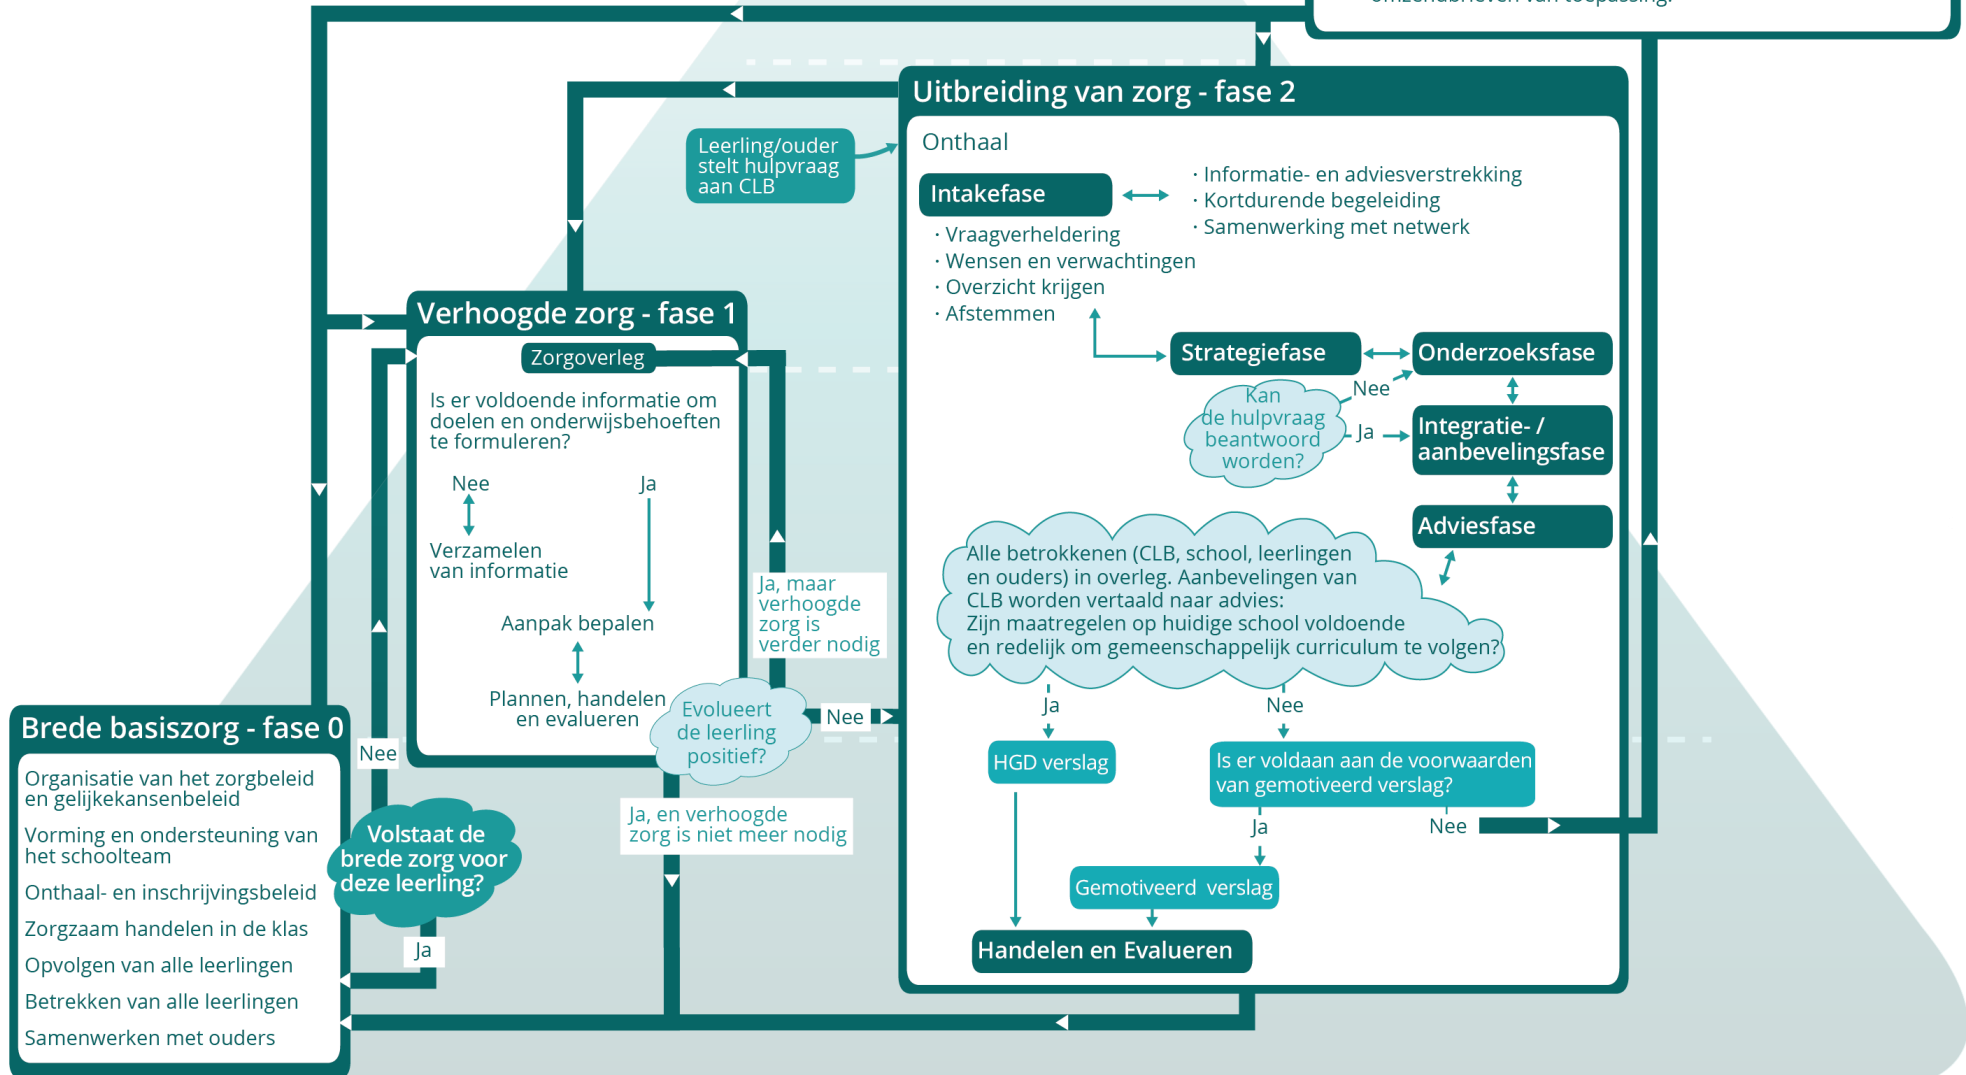 omzendbrieven van toepassing.
Uitbreiding van zorg - fase 2
Onthaal
Leerling/ouder
stelt hulpvraag
aan CLB
Intakefase
· Informatie- en adviesverstrekking
· Kortdurende begeleiding
· Samenwerking met netwerk
· Vraagverheldering
· Wensen en verwachtingen
· Overzicht krijgen
· Afstemmen
Strategiefase
Onderzoeksfase
Nee
Kan
de hulpvraag
beantwoord
worden?
Ja
Integratie- /
aanbevelingsfase
Adviesfase
Alle betrokkenen (CLB, school, leerlingen
en ouders) in overleg. Aanbevelingen van
CLB worden vertaald naar advies:
Zijn maatregelen op huidige school voldoende
en redelijk om gemeenschappelijk curriculum te volgen?
Ja
Nee
HGD verslag
Is er voldaan aan de voorwaarden
van gemotiveerd verslag?
Ja
Nee
Gemotiveerd verslag
Handelen en Evalueren
Verhoogde zorg - fase 1
Zorgoverleg
Is er voldoende informatie om
doelen en onderwijsbehoeften
te formuleren?
Nee
Ja
Verzamelen
van informatie
Aanpak bepalen
Plannen, handelen
en evalueren
Ja, maar
verhoogde
zorg is
verder nodig
Evolueert
de leerling
positief?
Nee
Ja, en verhoogde
zorg is niet meer nodig
Brede basiszorg - fase 0
Organisatie van het zorgbeleid
en gelijkekansenbeleid
Vorming en ondersteuning van
het schoolteam
Onthaal- en inschrijvingsbeleid
Zorgzaam handelen in de klas
Opvolgen van alle leerlingen
Betrekken van alle leerlingen
Samenwerken met ouders
Nee
Volstaat de
brede zorg voor
deze leerling?
Ja